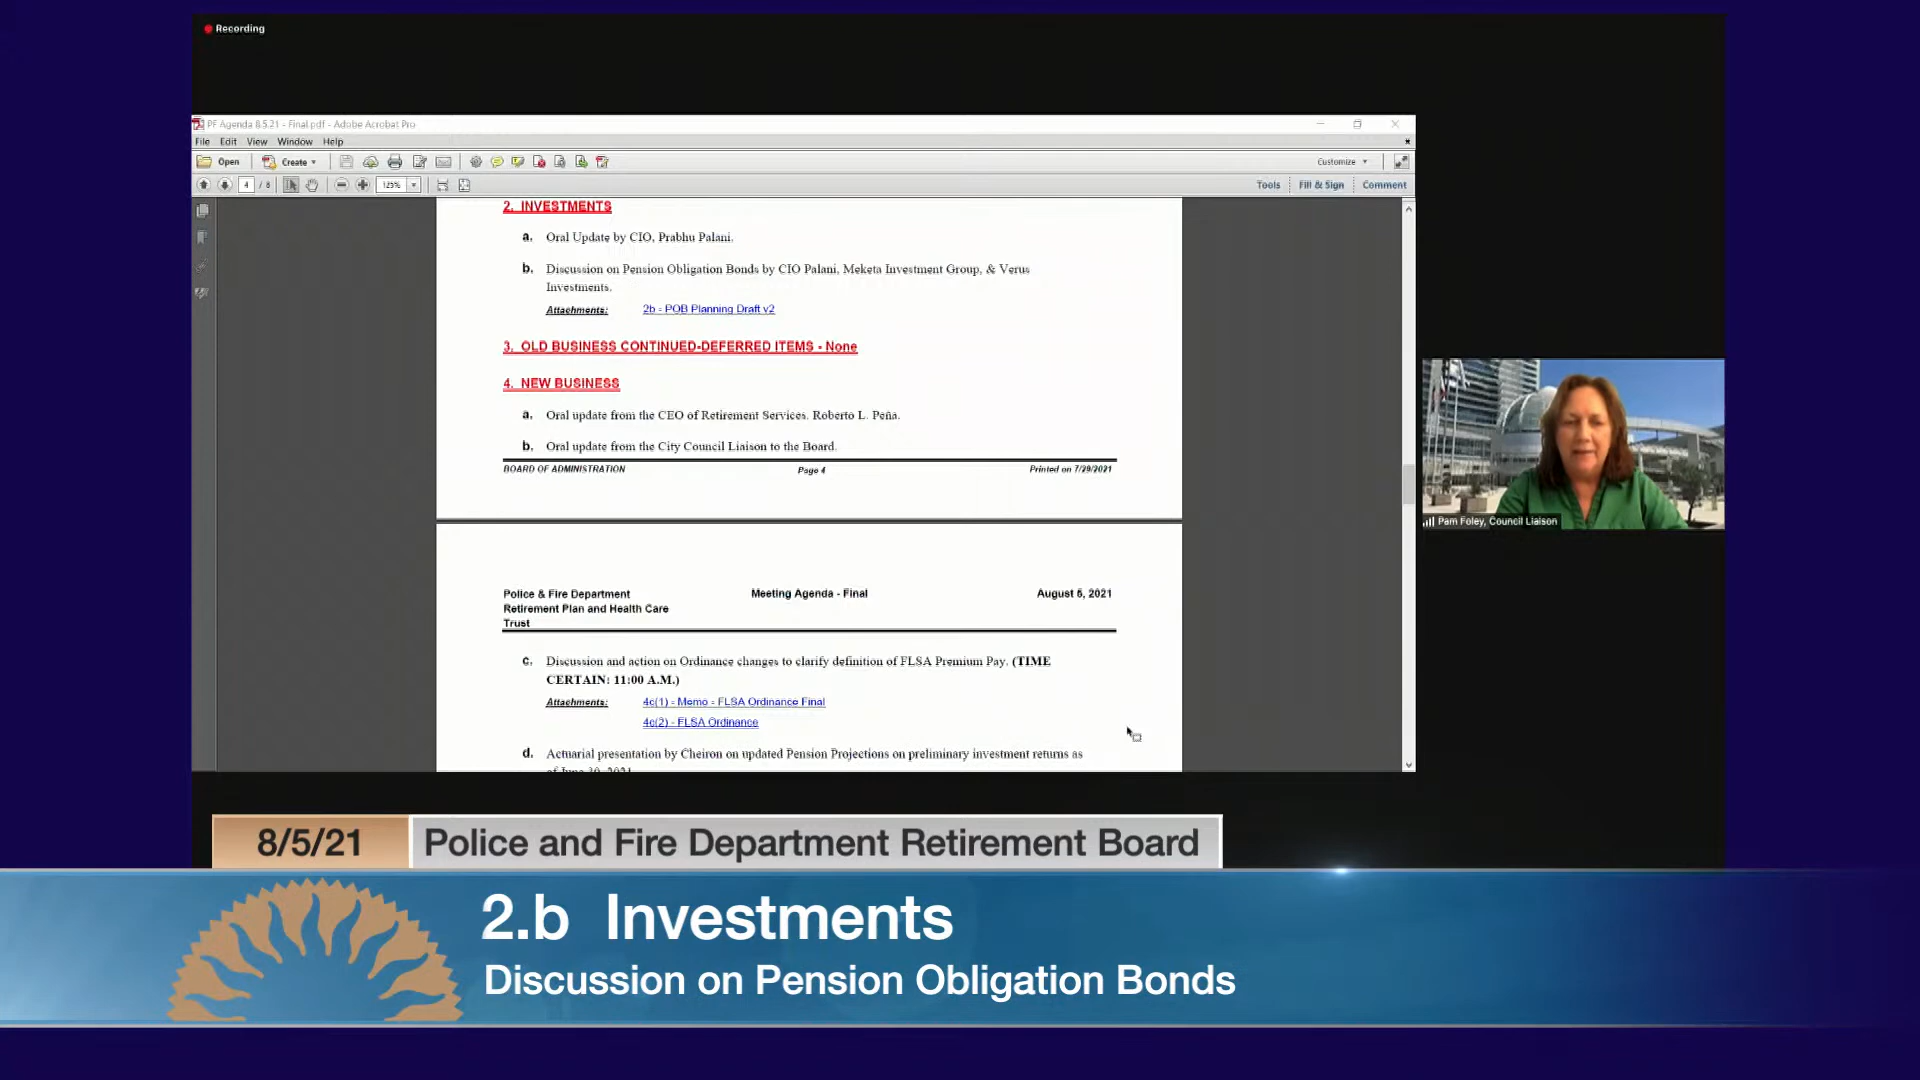 Recording
PF Agenda 8.5.21 - Final.pdf - Adobe Acrobat Pro
File Edit View Window Help
Open Create Customize
4 / 8 125% Tools Fill & Sign Comment
2. INVESTMENTS
a. Oral Update by CIO, Prabhu Palani.
b. Discussion on Pension Obligation Bonds by CIO Palani, Meketa Investment Group, & Verus
Investments.
Attachments: 2b - POB Planning Draft v2
3. OLD BUSINESS CONTINUED-DEFERRED ITEMS - None
4. NEW BUSINESS
a. Oral update from the CEO of Retirement Services, Roberto L. Peña.
b. Oral update from the City Council Liaison to the Board.
BOARD OF ADMINISTRATION Page 4 Printed on 7/29/2021
Pam Foley, Council Liaison
Police & Fire Department Meeting Agenda - Final August 5, 2021
Retirement Plan and Health Care
Trust
c. Discussion and action on Ordinance changes to clarify definition of FLSA Premium Pay. (TIME
CERTAIN: 11:00 A.M.)
Attachments: 4c(1) - Memo - FLSA Ordinance Final
4c(2) - FLSA Ordinance
d. Actuarial presentation by Cheiron on updated Pension Projections on preliminary investment returns as
of June 30, 2021
8/5/21 Police and Fire Department Retirement Board
2.b Investments
Discussion on Pension Obligation Bonds